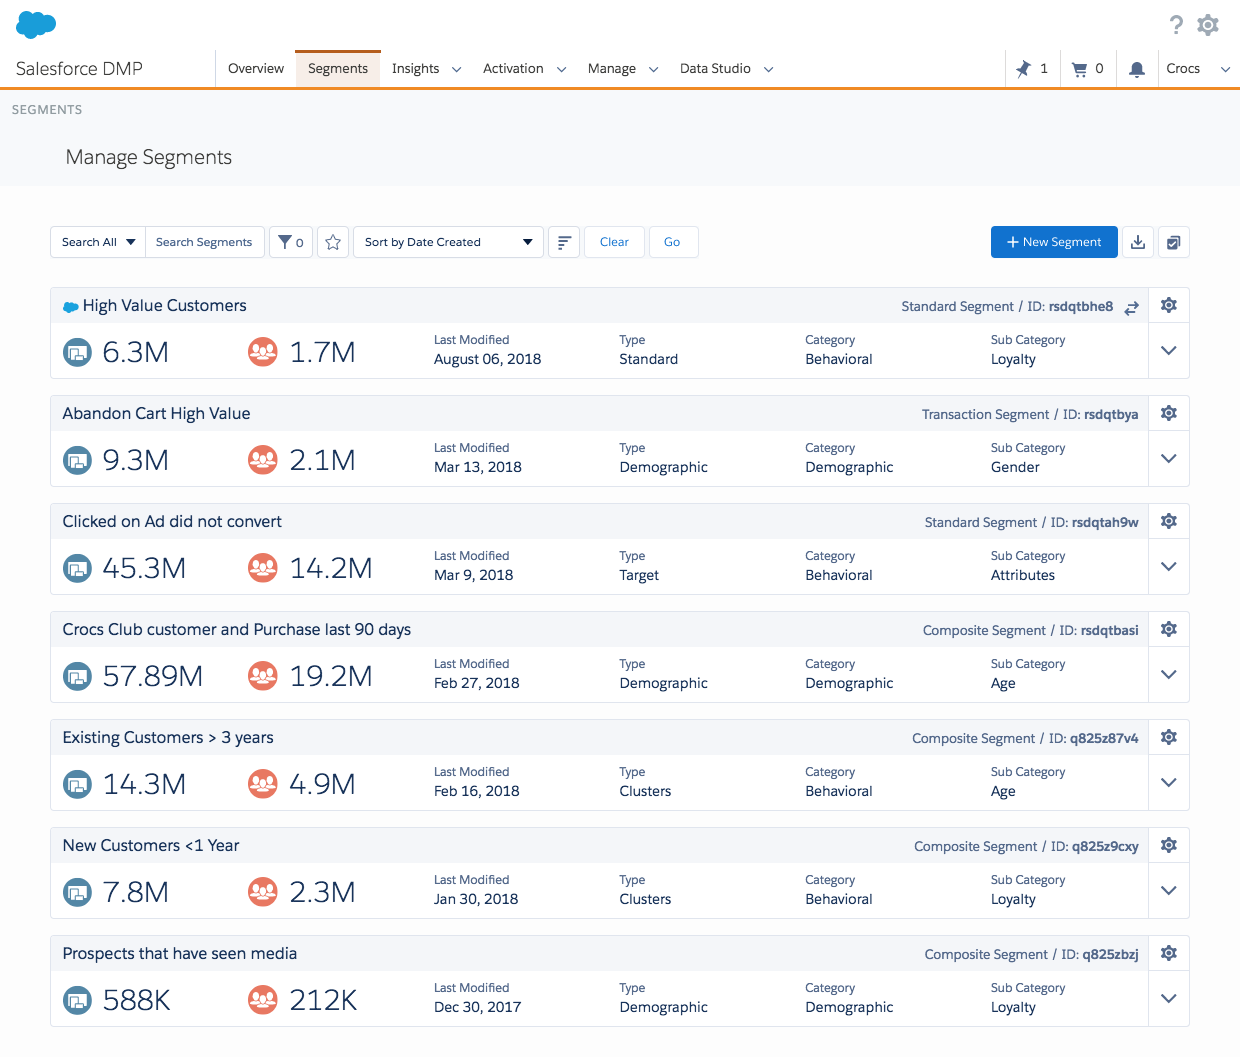 ?
Salesforce DMP
Overview Segments Insights Activation Manage Data Studio 1 0 Crocs
SEGMENTS
Manage Segments
Search All Search Segments 0 Sort by Date Created Clear Go + New Segment
High Value Customers Standard Segment / ID: rsdqtbhe8
6.3M 1.7M
Last Modified Type Category Sub Category
August 06, 2018 Standard Behavioral Loyalty
Abandon Cart High Value Transaction Segment / ID: rsdqtbya
9.3M 2.1M
Last Modified Type Category Sub Category
Mar 13, 2018 Demographic Demographic Gender
Clicked on Ad did not convert Standard Segment / ID: rsdqtah9w
45.3M 14.2M
Last Modified Type Category Sub Category
Mar 9, 2018 Target Behavioral Attributes
Crocs Club customer and Purchase last 90 days Composite Segment / ID: rsdqtbasi
57.89M 19.2M
Last Modified Type Category Sub Category
Feb 27, 2018 Demographic Demographic Age
Existing Customers > 3 years Composite Segment / ID: q825z87v4
14.3M 4.9M
Last Modified Type Category Sub Category
Feb 16, 2018 Clusters Behavioral Age
New Customers <1 Year Composite Segment / ID: q825z9cxy
7.8M 2.3M
Last Modified Type Category Sub Category
Jan 30, 2018 Clusters Behavioral Loyalty
Prospects that have seen media Composite Segment / ID: q825zbzj
588K 212K
Last Modified Type Category Sub Category
Dec 30, 2017 Demographic Demographic Loyalty